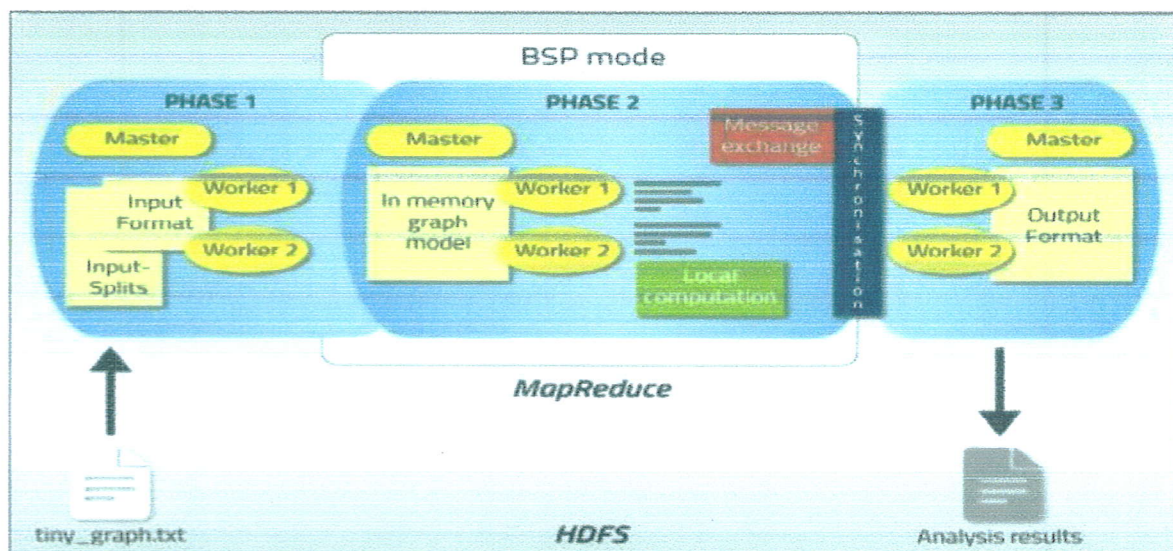 BSP mode
PHASE 1
Master
Worker 1
Input
Format
Worker 2
Input-
Splits
PHASE 2
Master
Worker 1
In memory
graph
model
Worker 2
Message
exchange
Local
computation
Synchronisation
PHASE 3
Master
Worker 1
Output
Format
Worker 2
MapReduce
tiny_graph.txt
HDFS
Analysis results